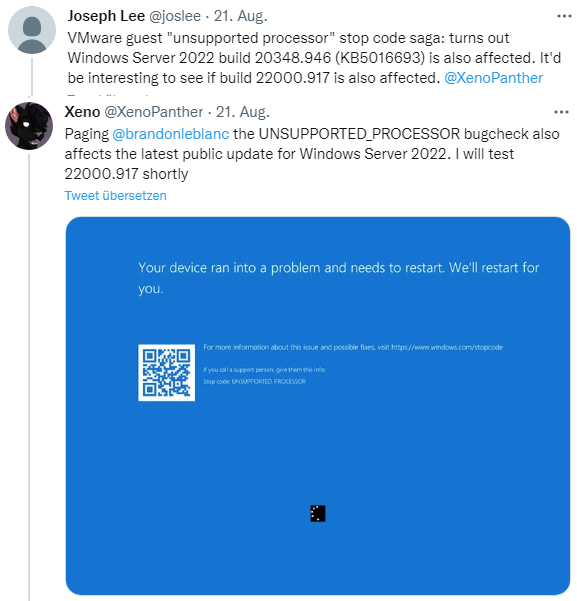 Joseph Lee @joslee · 21. Aug.
VMware guest "unsupported processor" stop code saga: turns out
Windows Server 2022 build 20348.946 (KB5016693) is also affected. It'd
be interesting to see if build 22000.917 is also affected. @XenoPanther
Xeno @XenoPanther · 21. Aug.
Paging @brandonleblanc the UNSUPPORTED_PROCESSOR bugcheck also
affects the latest public update for Windows Server 2022. I will test
22000.917 shortly
Tweet übersetzen
Your device ran into a problem and needs to restart. We'll restart for
you.
For more information about this issue and possible fixes, visit https://www.windows.com/stopcode
If you call a support person, give them this info:
Stop code: UNSUPPORTED PROCESSOR